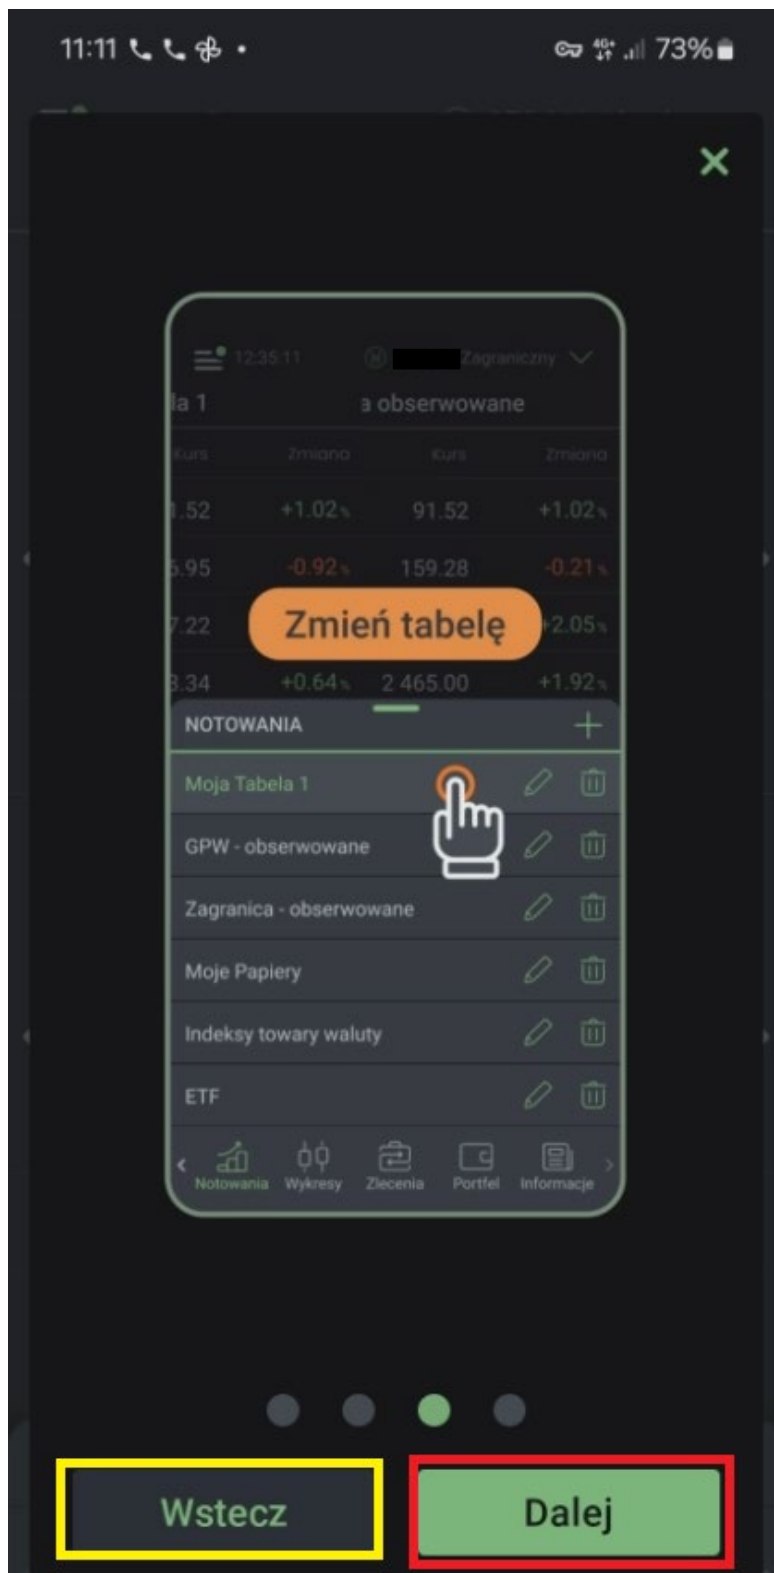 11:11 73%
12:35:11 Zagraniczny
la 1 a obserwowane
Kurs Zmiana Kurs Zmiana
1.52 +1.02% 91.52 +1.02%
5.95 -0.92% 159.28 -0.21%
7.22 Zmień tabelę +2.05%
3.34 +0.64% 2 465.00 +1.92%
NOTOWANIA
Moja Tabela 1
GPW - obserwowane
Zagranica - obserwowane
Moje Papiery
Indeksy towary waluty
ETF
Notowania Wykresy Zlecenia Portfel Informacje
Wstecz Dalej